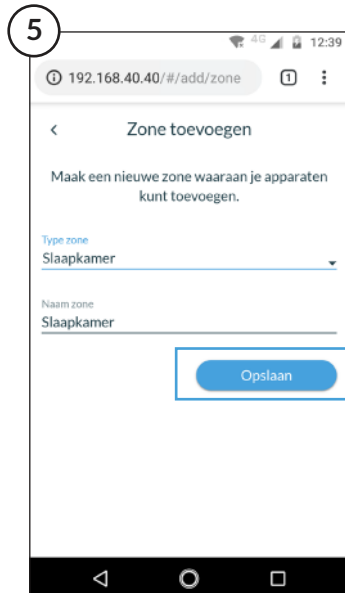 5
4G 12:39
192.168.40.40/#/add/zone 1
Zone toevoegen
Maak een nieuwe zone waaraan je apparaten
kunt toevoegen.
Type zone
Slaapkamer
Naam zone
Slaapkamer
Opslaan